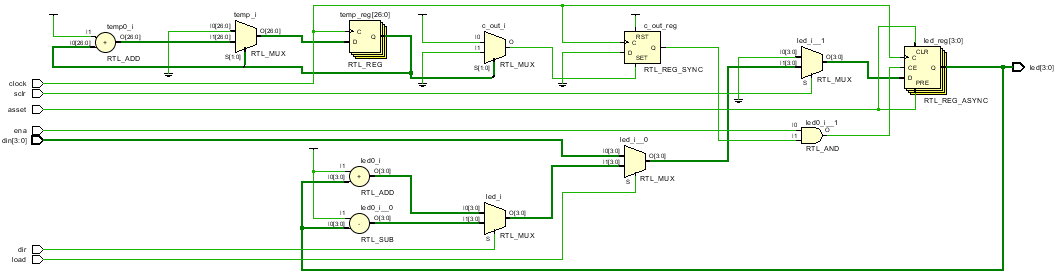 temp0_i
I1
I0[26:0]
O[26:0]
+
RTL_ADD
temp_i
I0[26:0]
I1[26:0]
O[26:0]
S[1:0]
RTL_MUX
temp_reg[26:0]
C
D
Q
RTL_REG
c_out_i
I0
I1
O
S[1:0]
RTL_MUX
c_out_reg
RST
C
D
Q
SET
RTL_REG_SYNC
led_i__1
I0[3:0]
I1[3:0]
O[3:0]
S
RTL_MUX
led_reg[3:0]
CLR
C
CE
D
Q
PRE
RTL_REG_ASYNC
led[3:0]
clock
sclr
asset
ena
din[3:0]
led0_i__1
I0
I1
O
RTL_AND
led_i__0
I0[3:0]
I1[3:0]
O[3:0]
S
RTL_MUX
led0_i
I1
I0[3:0]
O[3:0]
+
RTL_ADD
led0_i__0
I1
I0[3:0]
O[3:0]
-
RTL_SUB
led_i
I0[3:0]
I1[3:0]
O[3:0]
S
RTL_MUX
dir
load